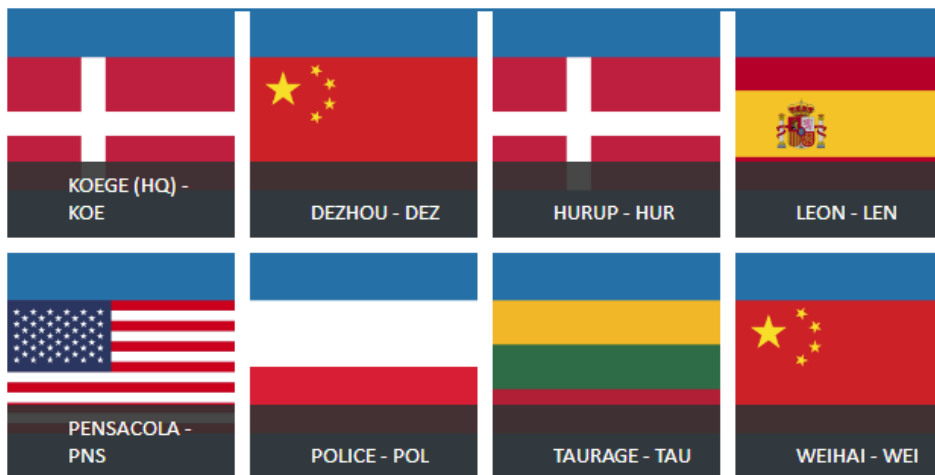 KOEGE (HQ) -
KOE
DEZHOU - DEZ
HURUP - HUR
LEON - LEN
PENSACOLA -
PNS
POLICE - POL
TAURAGE - TAU
WEIHAI - WEI